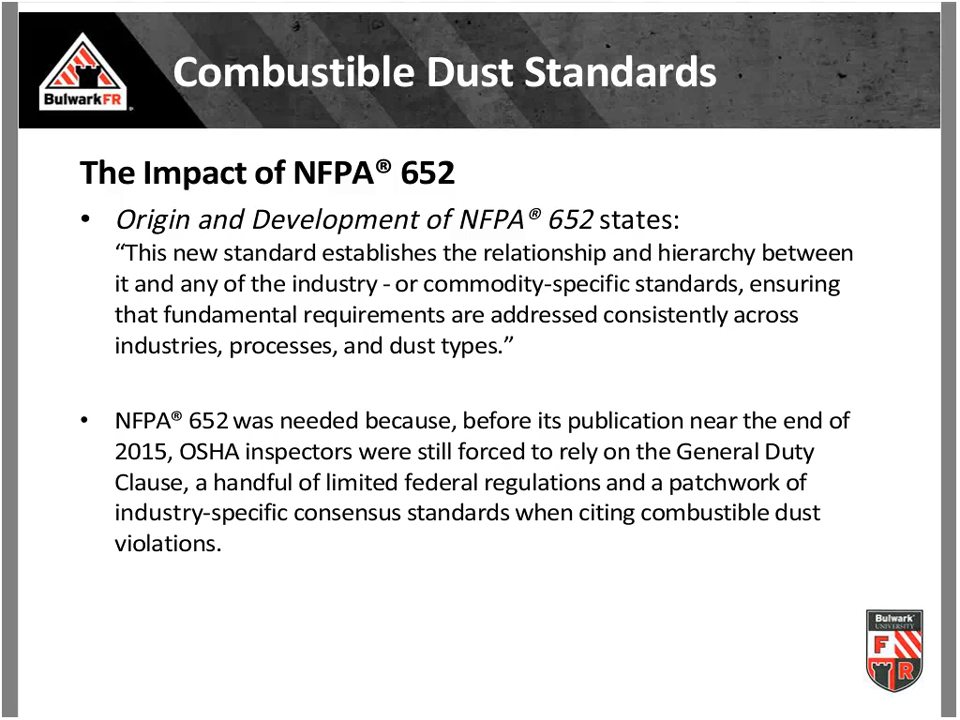 BulwarkFR
Combustible Dust Standards
The Impact of NFPA® 652
• Origin and Development of NFPA® 652 states:
“This new standard establishes the relationship and hierarchy between
it and any of the industry - or commodity-specific standards, ensuring
that fundamental requirements are addressed consistently across
industries, processes, and dust types.”
• NFPA® 652 was needed because, before its publication near the end of
2015, OSHA inspectors were still forced to rely on the General Duty
Clause, a handful of limited federal regulations and a patchwork of
industry-specific consensus standards when citing combustible dust
violations.
Bulwark®
UNIVERSITY
F
R